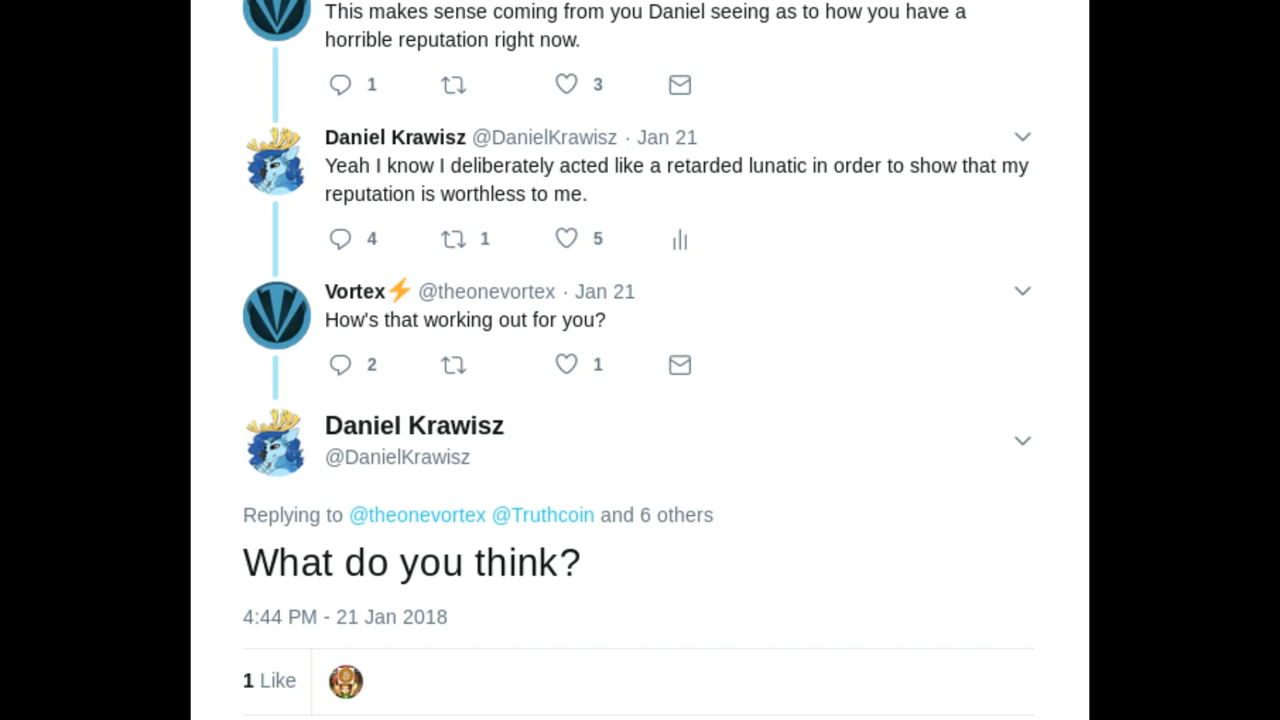 This makes sense coming from you Daniel seeing as to how you have a
horrible reputation right now.
1 3
Daniel Krawisz @DanielKrawisz · Jan 21
Yeah I know I deliberately acted like a retarded lunatic in order to show that my
reputation is worthless to me.
4 1 5
Vortex⚡ @theonevortex · Jan 21
How's that working out for you?
2 1
Daniel Krawisz
@DanielKrawisz
Replying to @theonevortex @Truthcoin and 6 others
What do you think?
4:44 PM - 21 Jan 2018
1 Like